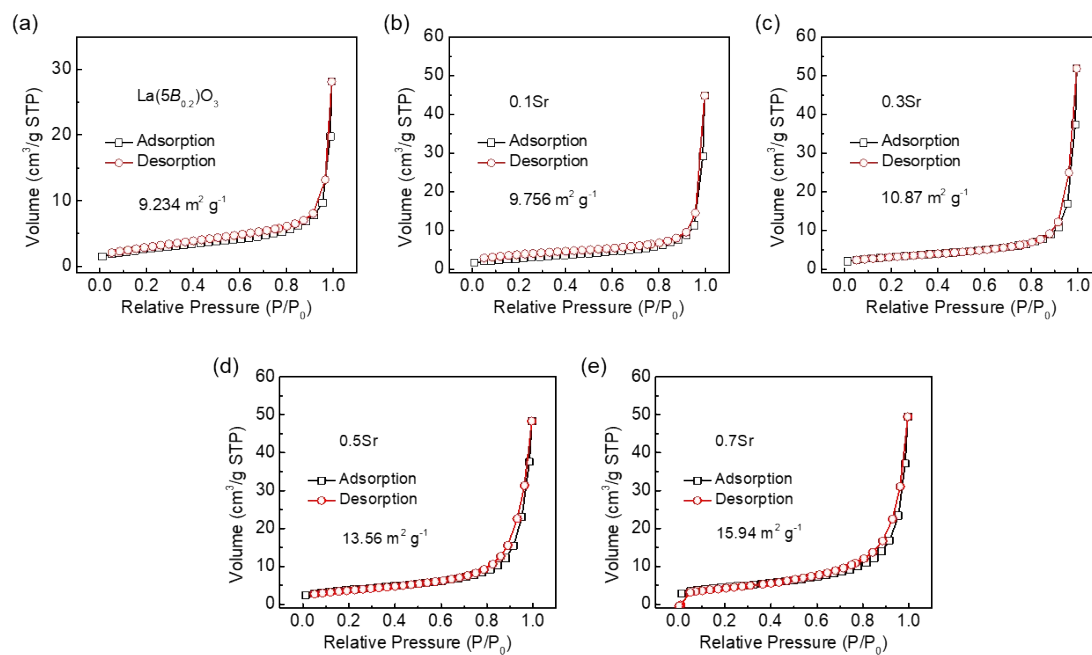 (a)
Volume (cm³/g STP)
30
20
10
0
La(5B₀.₂)O₃
Adsorption
Desorption
9.234 m² g⁻¹
0.0 0.2 0.4 0.6 0.8 1.0
Relative Pressure (P/P₀)
(b)
Volume (cm³/g STP)
60
50
40
30
20
10
0
0.1Sr
Adsorption
Desorption
9.756 m² g⁻¹
0.0 0.2 0.4 0.6 0.8 1.0
Relative Pressure (P/P₀)
(c)
Volume (cm³/g STP)
60
50
40
30
20
10
0
0.3Sr
Adsorption
Desorption
10.87 m² g⁻¹
0.0 0.2 0.4 0.6 0.8 1.0
Relative Pressure (P/P₀)
(d)
Volume (cm³/g STP)
60
50
40
30
20
10
0
0.5Sr
Adsorption
Desorption
13.56 m² g⁻¹
0.0 0.2 0.4 0.6 0.8 1.0
Relative Pressure (P/P₀)
(e)
Volume (cm³/g STP)
60
50
40
30
20
10
0
0.7Sr
Adsorption
Desorption
15.94 m² g⁻¹
0.0 0.2 0.4 0.6 0.8 1.0
Relative Pressure (P/P₀)